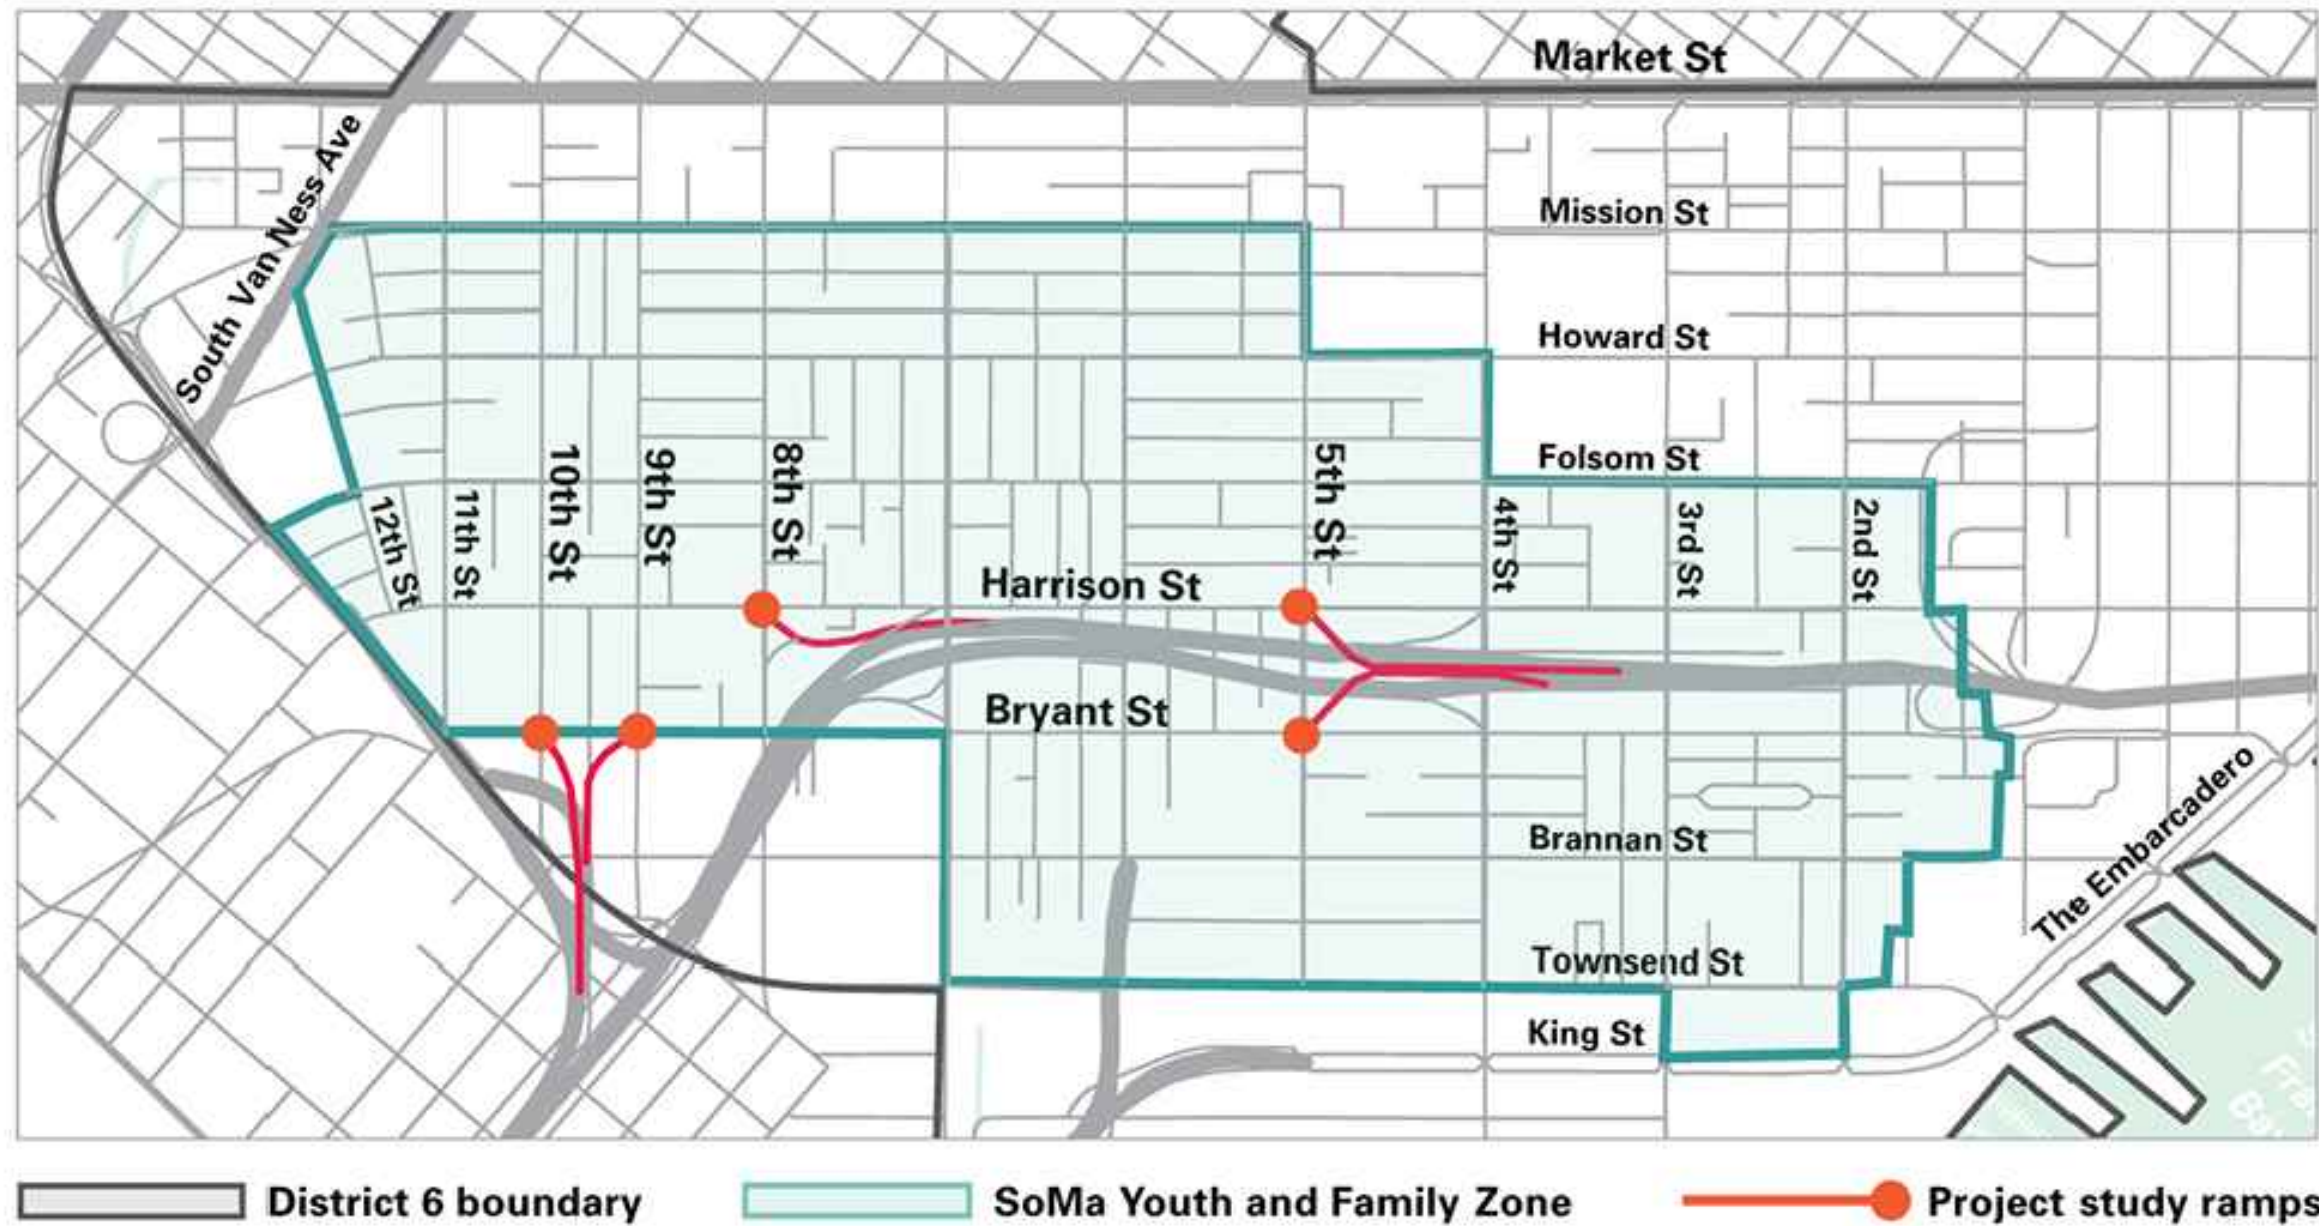 Market St
South Van Ness Ave
Mission St
Howard St
Folsom St
12th St
11th St
10th St
9th St
8th St
5th St
4th St
3rd St
2nd St
Harrison St
Bryant St
Brannan St
The Embarcadero
Townsend St
King St
District 6 boundary
SoMa Youth and Family Zone
Project study ramps